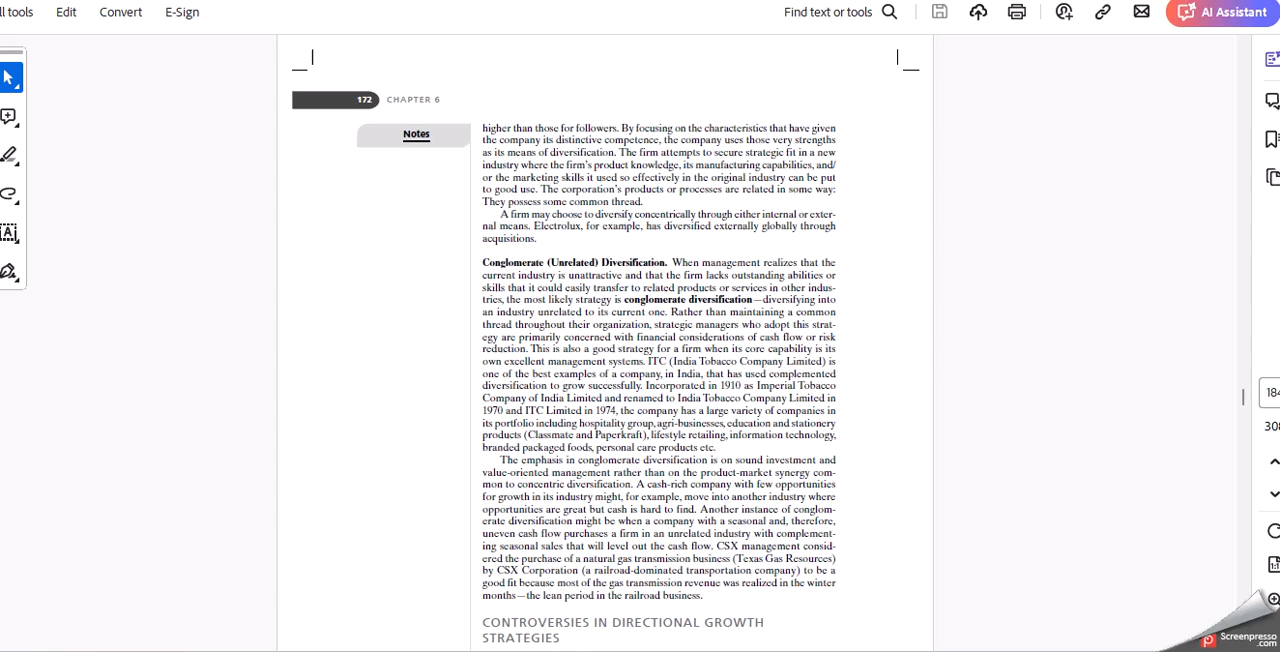 ll tools Edit Convert E-Sign Find text or tools AI Assistant
172 CHAPTER 6
Notes
higher than those for followers. By focusing on the characteristics that have given
the company its distinctive competence, the company uses those very strengths
as its means of diversification. The firm attempts to secure strategic fit in a new
industry where the firm's product knowledge, its manufacturing capabilities, and/
or the marketing skills it used so effectively in the original industry can be put
to good use. The corporation's products or processes are related in some way:
They possess some common thread.
A firm may choose to diversify concentrically through either internal or exter-
nal means. Electrolux, for example, has diversified externally globally through
acquisitions.
Conglomerate (Unrelated) Diversification. When management realizes that the
current industry is unattractive and that the firm lacks outstanding abilities or
skills that it could easily transfer to related products or services in other indus-
tries, the most likely strategy is conglomerate diversification—diversifying into
an industry unrelated to its current one. Rather than maintaining a common
thread throughout their organization, strategic managers who adopt this strat-
egy are primarily concerned with financial considerations of cash flow or risk
reduction. This is also a good strategy for a firm when its core capability is its
own excellent management systems. ITC (India Tobacco Company Limited) is
one of the best examples of a company, in India, that has used complemented
diversification to grow successfully. Incorporated in 1910 as Imperial Tobacco
Company of India Limited and renamed to India Tobacco Company Limited in
1970 and ITC Limited in 1974, the company has a large variety of companies in
its portfolio including hospitality group, agri-businesses, education and stationery
products (Classmate and Paperkraft), lifestyle retailing, information technology,
branded packaged foods, personal care products etc.
The emphasis in conglomerate diversification is on sound investment and
value-oriented management rather than on the product-market synergy com-
mon to concentric diversification. A cash-rich company with few opportunities
for growth in its industry might, for example, move into another industry where
opportunities are great but cash is hard to find. Another instance of conglom-
erate diversification might be when a company with a seasonal and, therefore,
uneven cash flow purchases a firm in an unrelated industry with complement-
ing seasonal sales that will level out the cash flow. CSX management consid-
ered the purchase of a natural gas transmission business (Texas Gas Resources)
by CSX Corporation (a railroad-dominated transportation company) to be a
good fit because most of the gas transmission revenue was realized in the winter
months—the lean period in the railroad business.
CONTROVERSIES IN DIRECTIONAL GROWTH
STRATEGIES
184
308
Screenpresso
.com